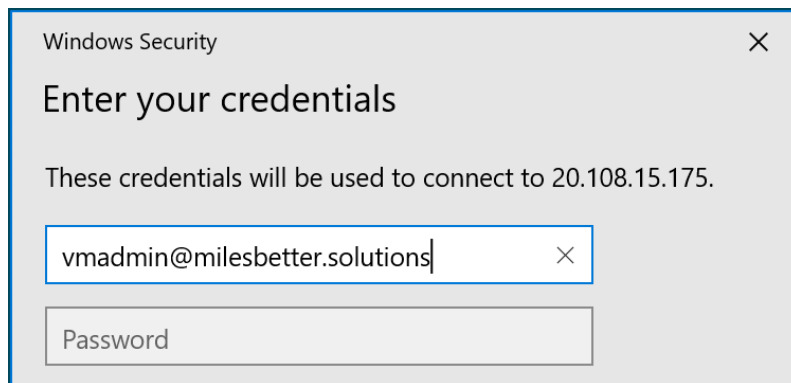 Windows Security
Enter your credentials
These credentials will be used to connect to 20.108.15.175.
vmadmin@milesbetter.solutions
Password